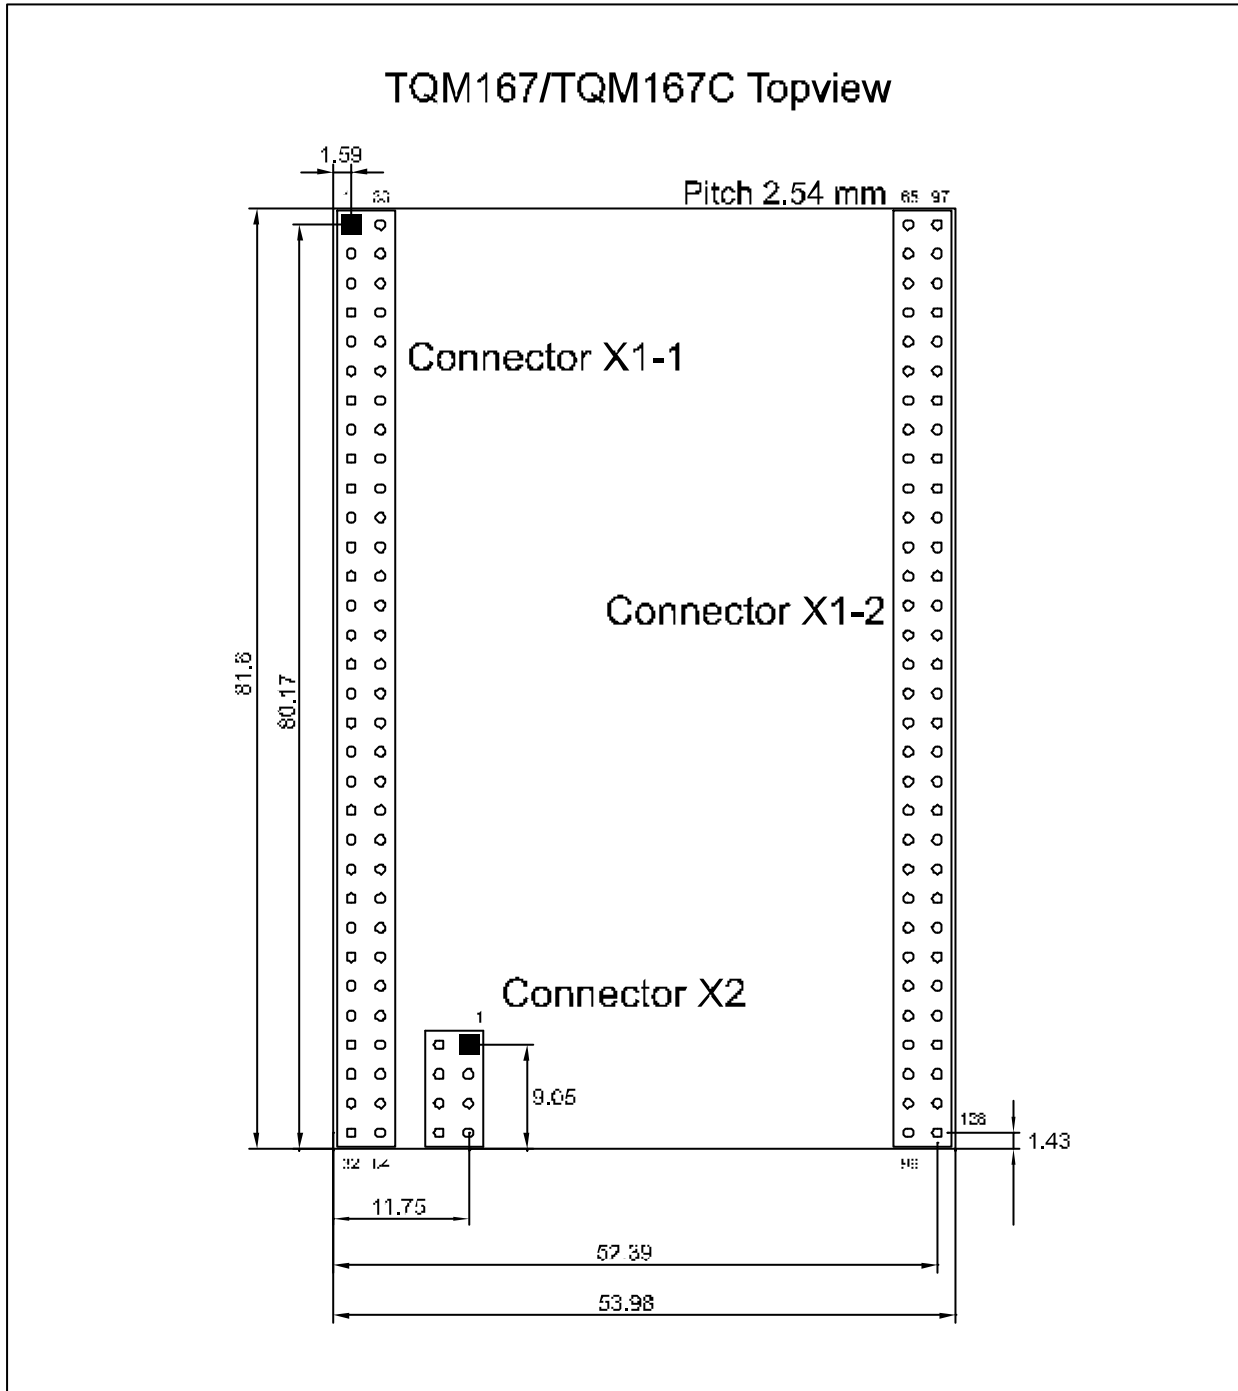 TQM167/TQM167C Topview
1.59
Pitch 2.54 mm
1 33
65 97
Connector X1-1
Connector X1-2
81.6
80.17
Connector X2
1
9.05
128
1.43
32
11.75
52.39
53.98